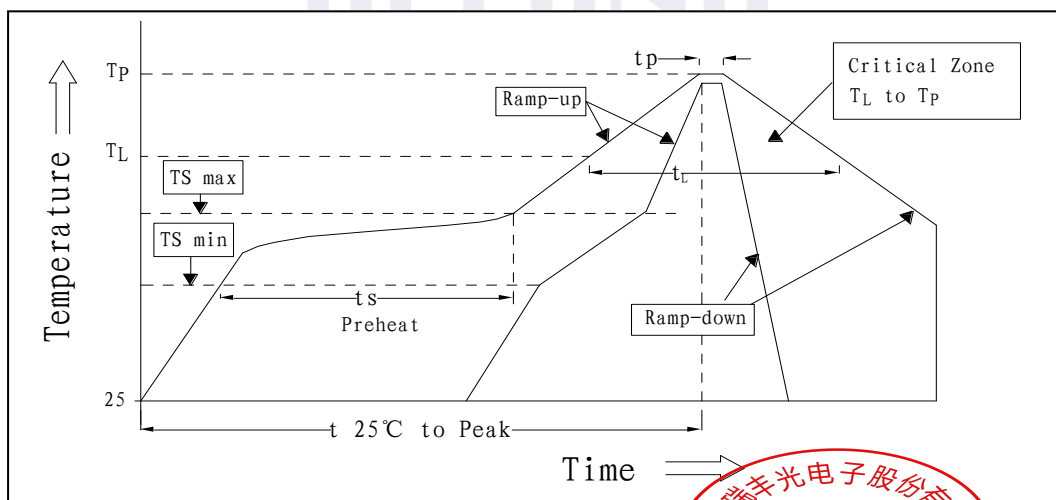 tp
Critical Zone
TL to TP
TP
Ramp-up
TL
TS max
tL
TS min
Temperature
ts
Preheat
Ramp-down
25
t 25℃ to Peak
Time
丰光电子股份有